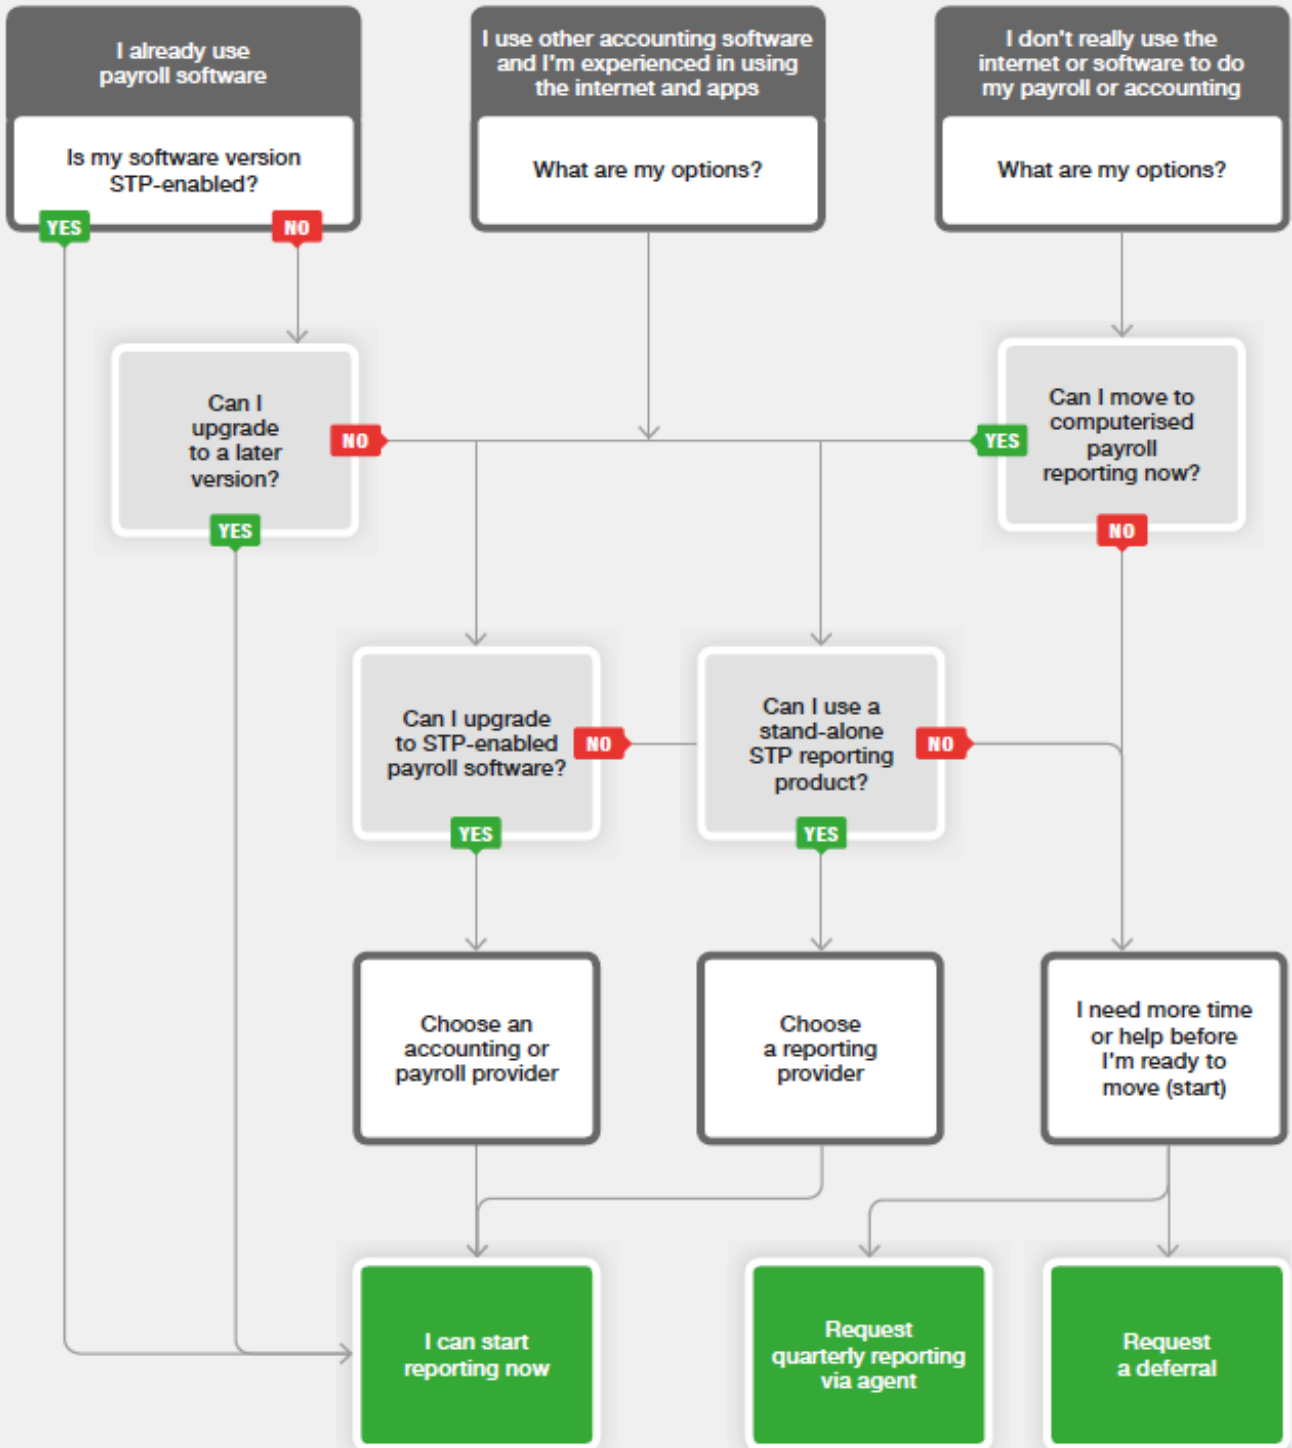 I already use
payroll software
Is my software version
STP-enabled?
YES
NO
I use other accounting software
and I'm experienced in using
the internet and apps
What are my options?
I don't really use the
internet or software to do
my payroll or accounting
What are my options?
Can I
upgrade
to a later
version?
NO
YES
Can I move to
computerised
payroll
reporting now?
YES
NO
Can I upgrade
to STP-enabled
payroll software?
NO
YES
Can I use a
stand-alone
STP reporting
product?
NO
YES
Choose an
accounting or
payroll provider
Choose
a reporting
provider
I need more time
or help before
I'm ready to
move (start)
I can start
reporting now
Request
quarterly reporting
via agent
Request
a deferral